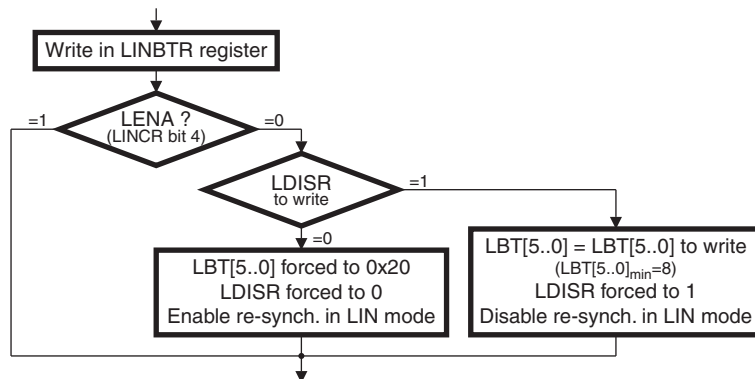 Write in LINBTR register
LENA ?
(LINCR bit 4)
=1
=0
LDISR
to write
=1
=0
LBT[5..0] forced to 0x20
LDISR forced to 0
Enable re-synch. in LIN mode
LBT[5..0] = LBT[5..0] to write
(LBT[5..0]min=8)
LDISR forced to 1
Disable re-synch. in LIN mode